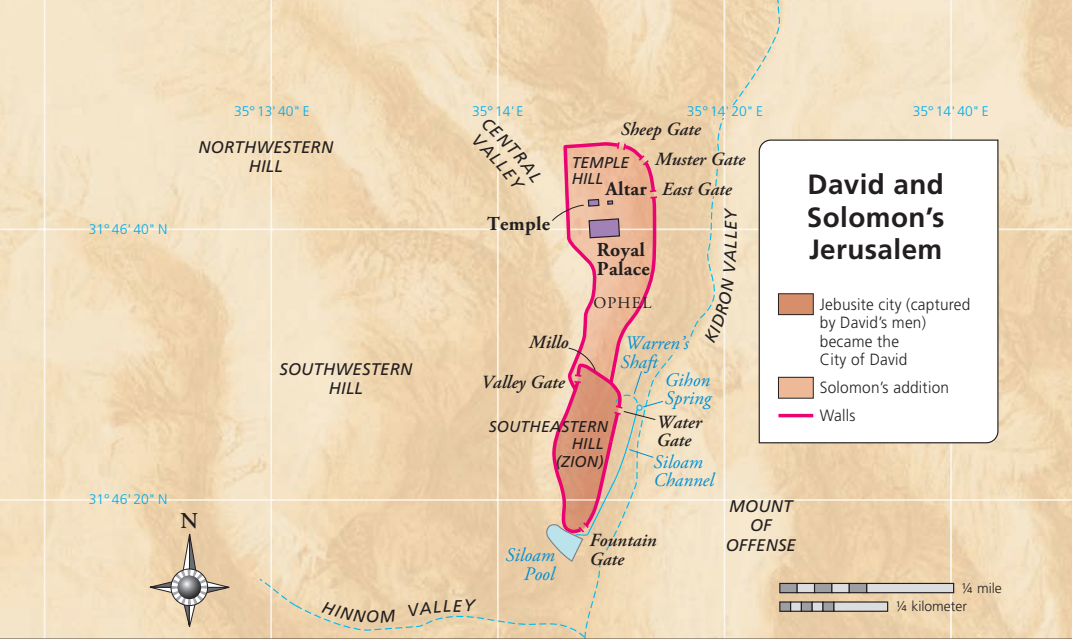 35° 13' 40" E
35° 14' E
35° 14' 20" E
35° 14' 40" E
NORTHWESTERN
HILL
CENTRAL
VALLEY
Sheep Gate
Muster Gate
TEMPLE
HILL
Altar
East Gate
Temple
31° 46' 40" N
Royal
Palace
KIDRON VALLEY
OPHEL
Millo
Warren's
Shaft
SOUTHWESTERN
HILL
Valley Gate
Gihon
Spring
SOUTHEASTERN
HILL
(ZION)
Water
Gate
Siloam
Channel
31° 46' 20" N
MOUNT
OF
OFFENSE
N
Fountain
Gate
Siloam
Pool
HINNOM VALLEY
David and
Solomon's
Jerusalem
Jebusite city (captured
by David's men)
became the
City of David
Solomon's addition
Walls
¼ mile
¼ kilometer